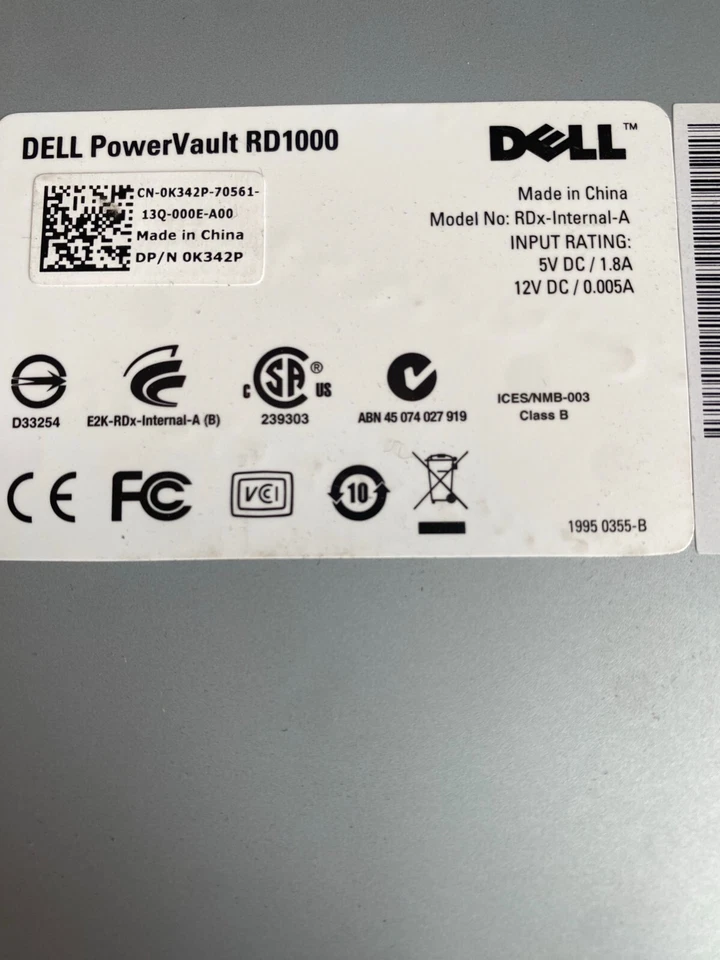 DELL PowerVault RD1000
DELL™
CN-0K342P-70561-
13Q-000E-A00
Made in China
DP/N 0K342P
Made in China
Model No: RDx-Internal-A
INPUT RATING:
5V DC / 1.8A
12V DC / 0.005A
D33254
E2K-RDx-Internal-A (B)
C SA ® US
239303
ABN 45 074 027 919
ICES/NMB-003
Class B
CE
FC
VCI
10
1995 0355-B